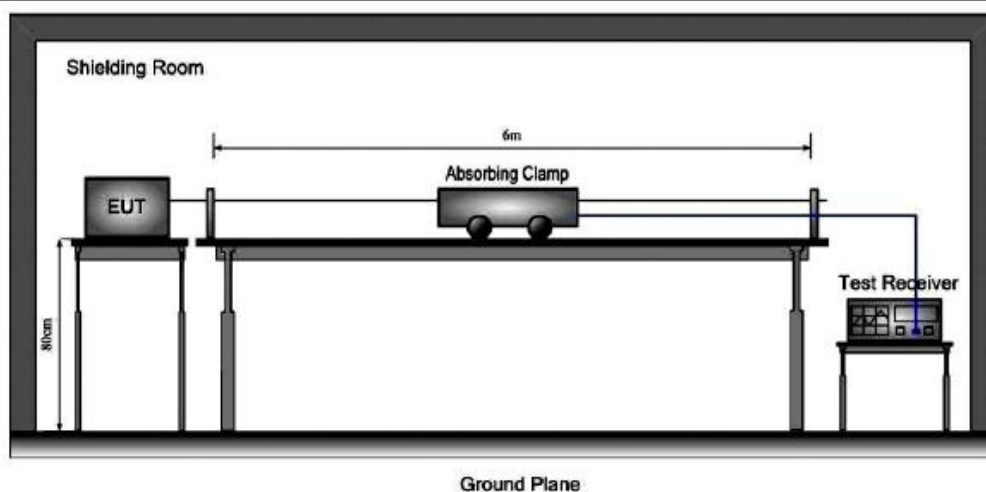 Shielding Room
6m
Absorbing Clamp
EUT
Test Receiver
80cm
Ground Plane